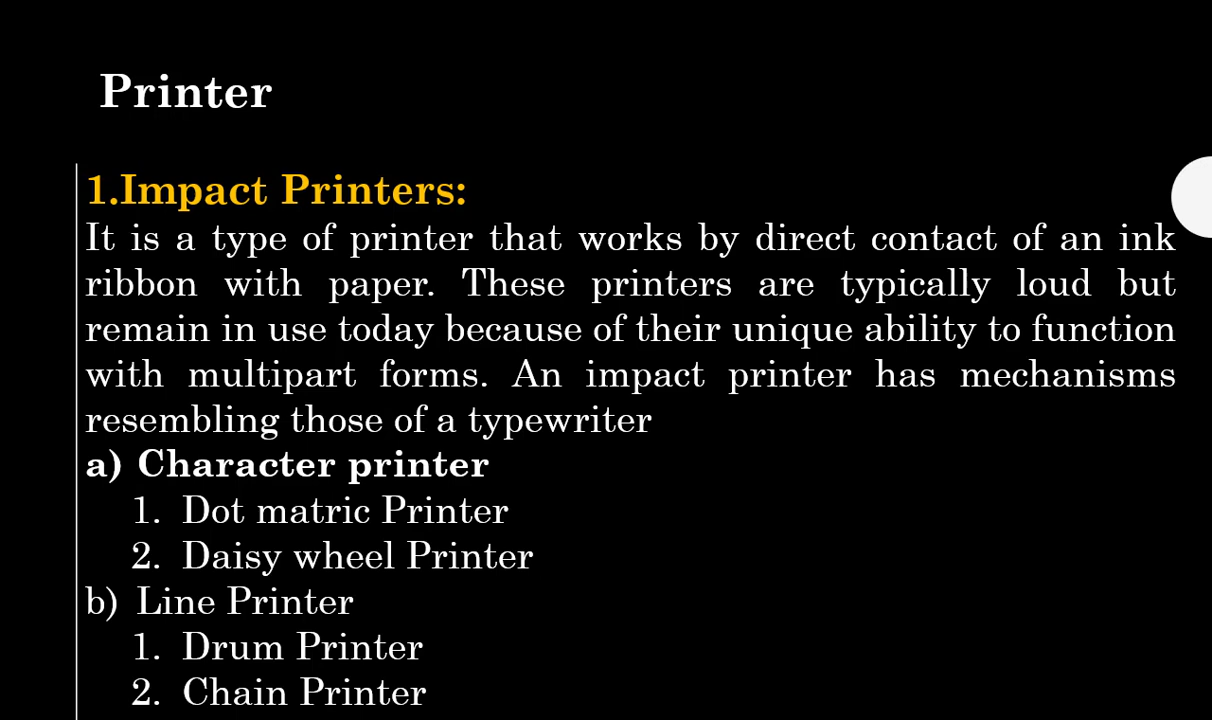 Printer
1.Impact Printers:
It is a type of printer that works by direct contact of an ink
ribbon with paper. These printers are typically loud but
remain in use today because of their unique ability to function
with multipart forms. An impact printer has mechanisms
resembling those of a typewriter
a) Character printer
1. Dot matric Printer
2. Daisy wheel Printer
b) Line Printer
1. Drum Printer
2. Chain Printer